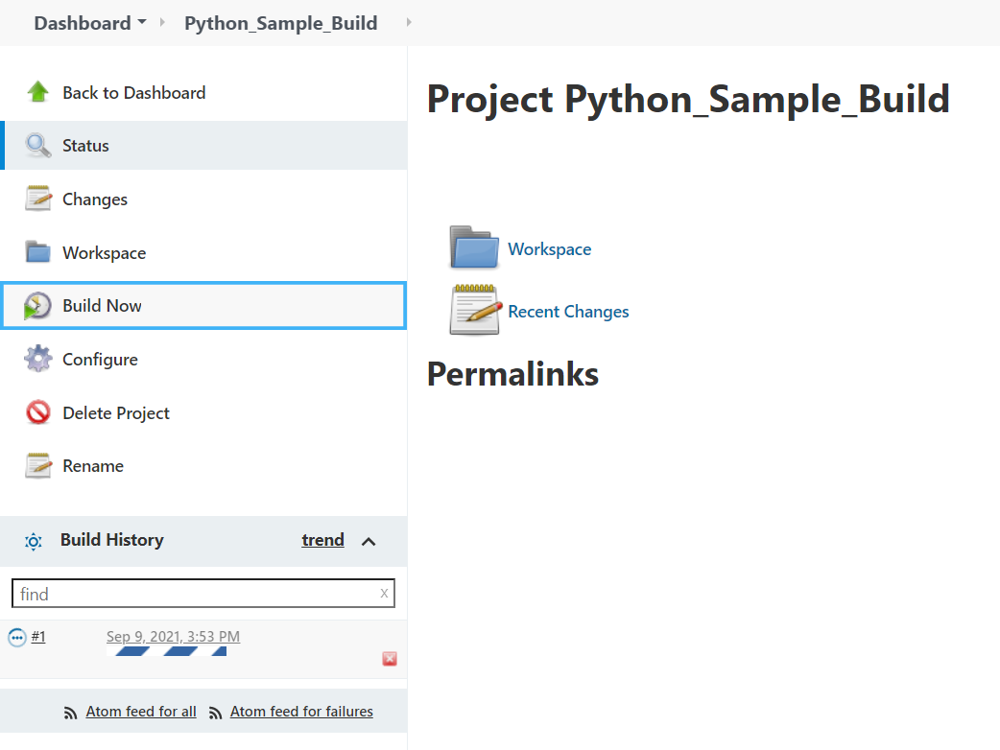 Dashboard Python_Sample_Build
Back to Dashboard
Status
Changes
Workspace
Build Now
Configure
Delete Project
Rename
Build History trend
find x
#1 Sep 9, 2021, 3:53 PM
Atom feed for all Atom feed for failures
Project Python_Sample_Build
Workspace
Recent Changes
Permalinks